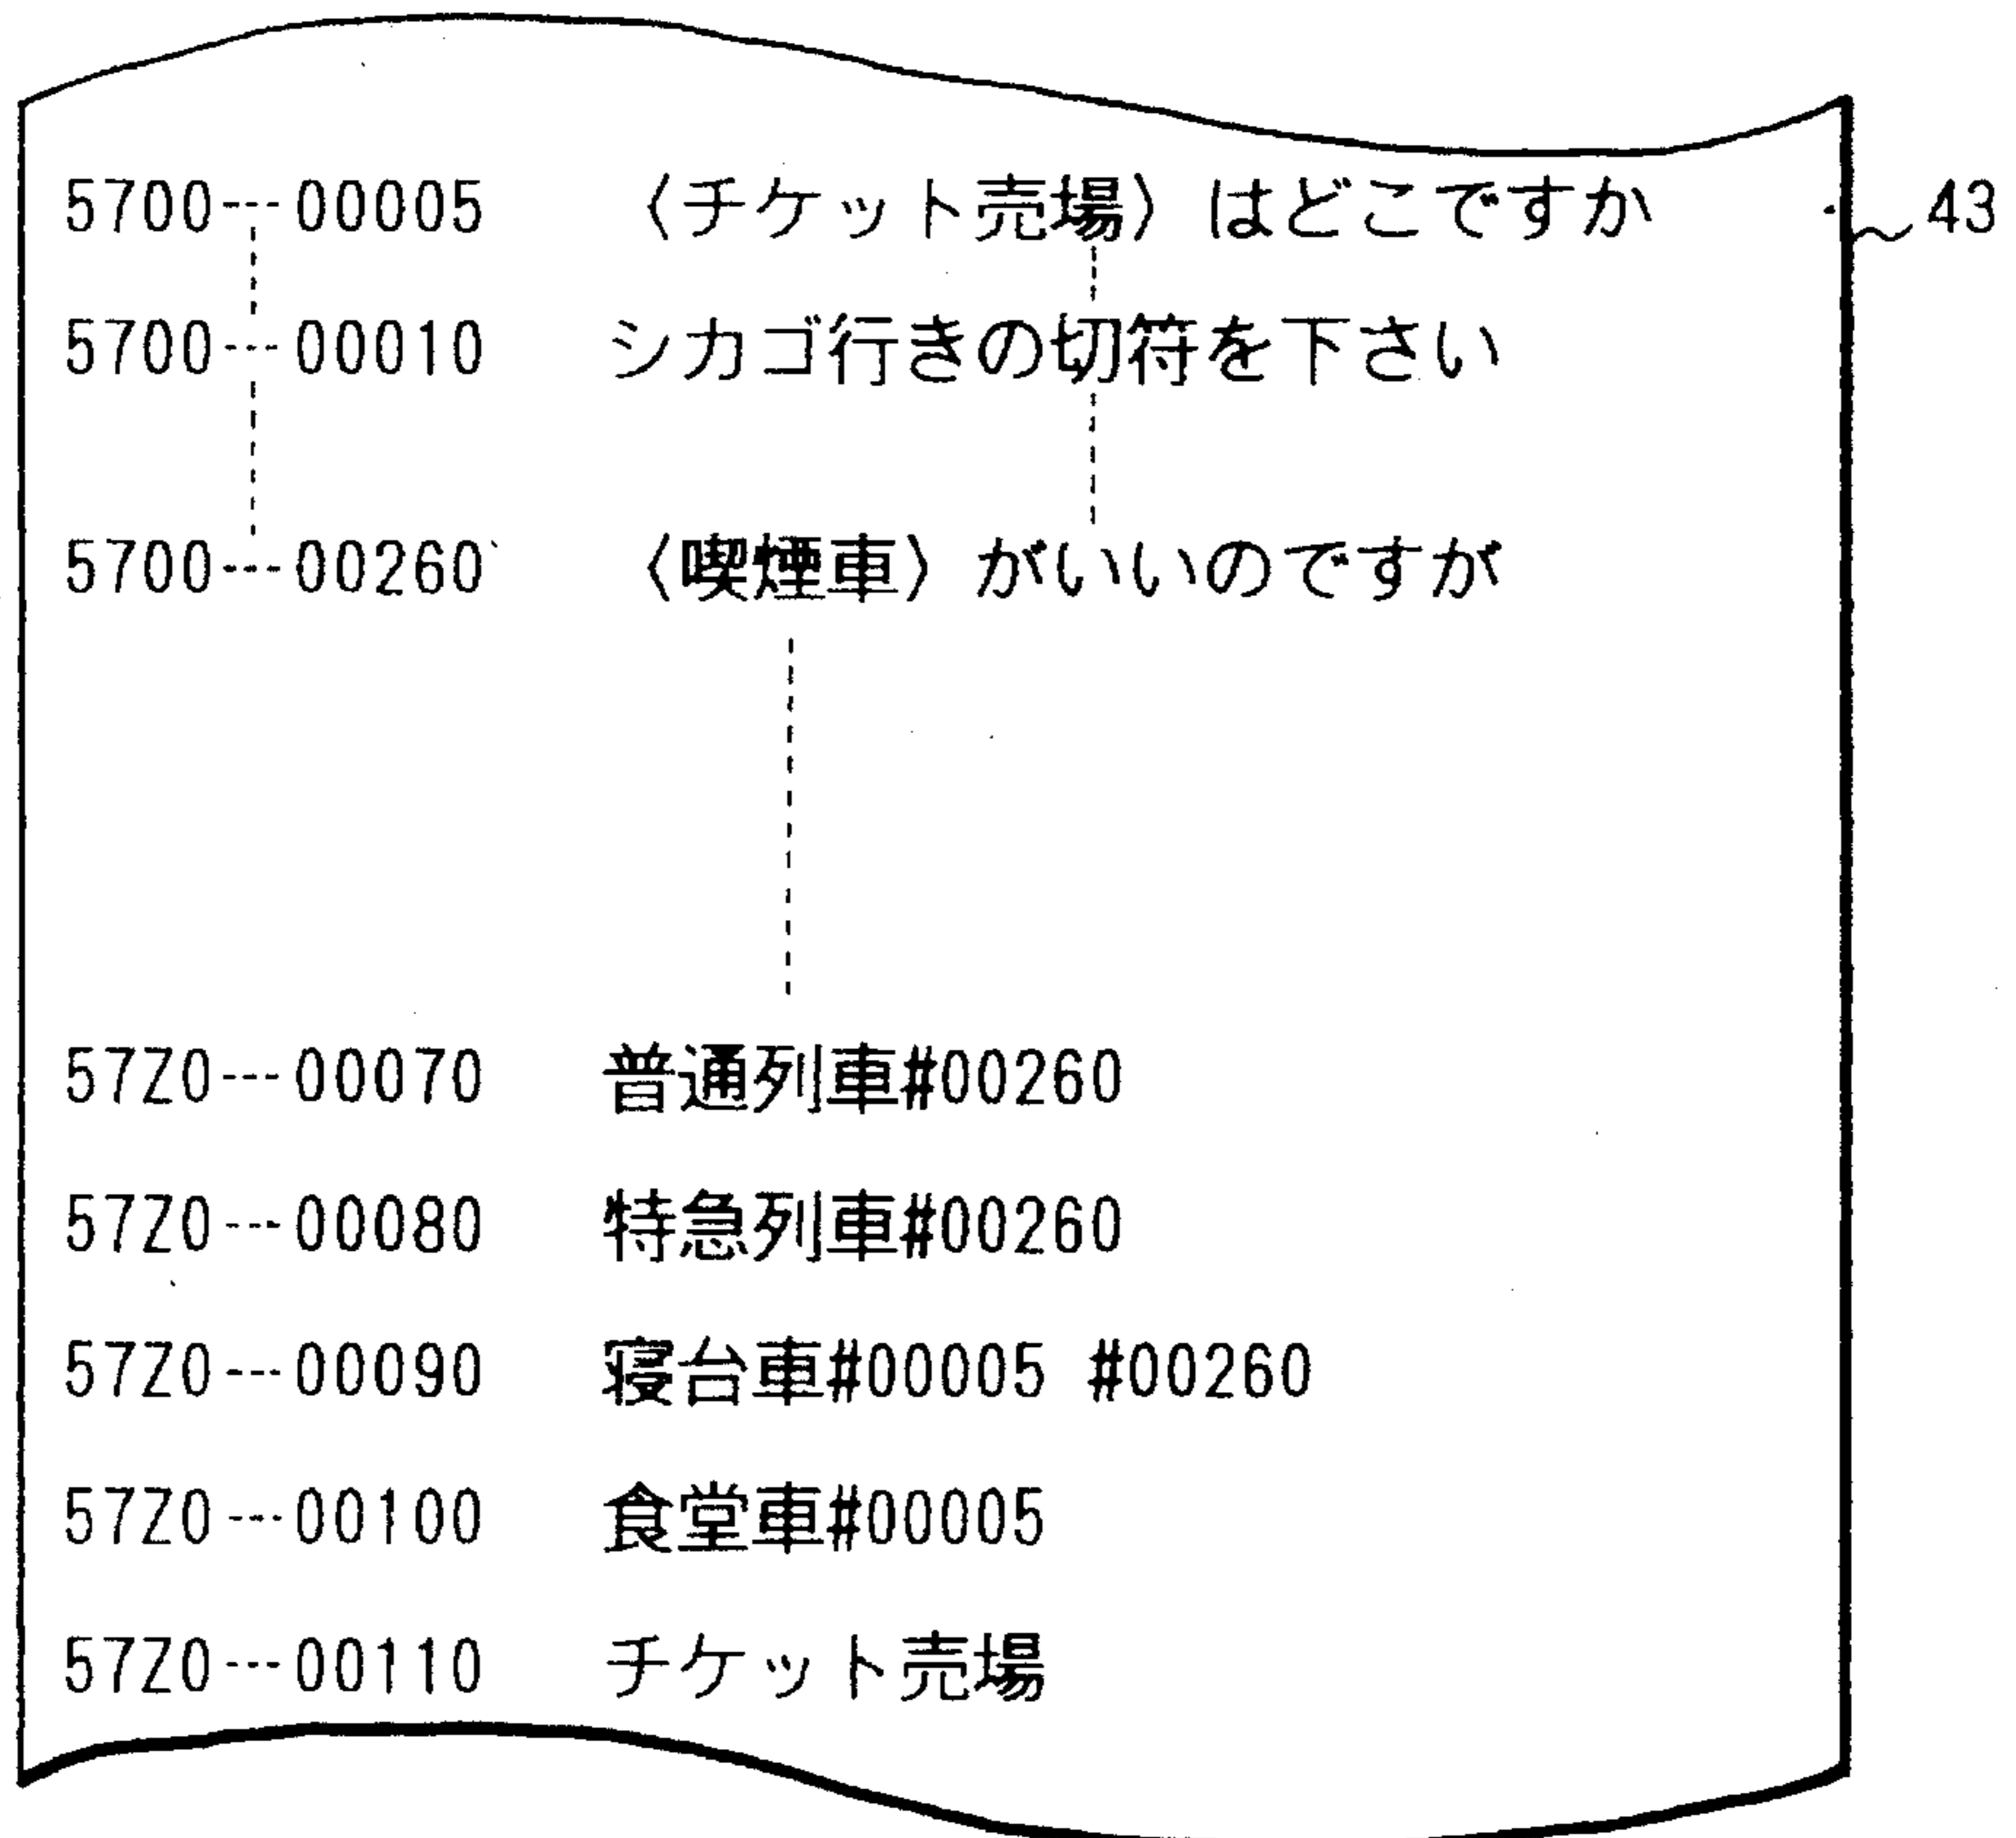 5700---00005 〈チケット売場〉はどこですか
43
5700---00010 シカゴ行きの切符を下さい
5700---00260 〈喫煙車〉がいいのですが
57Z0---00070 普通列車#00260
57Z0---00080 特急列車#00260
57Z0---00090 寝台車#00005 #00260
57Z0---00100 食堂車#00005
57Z0---00110 チケット売場